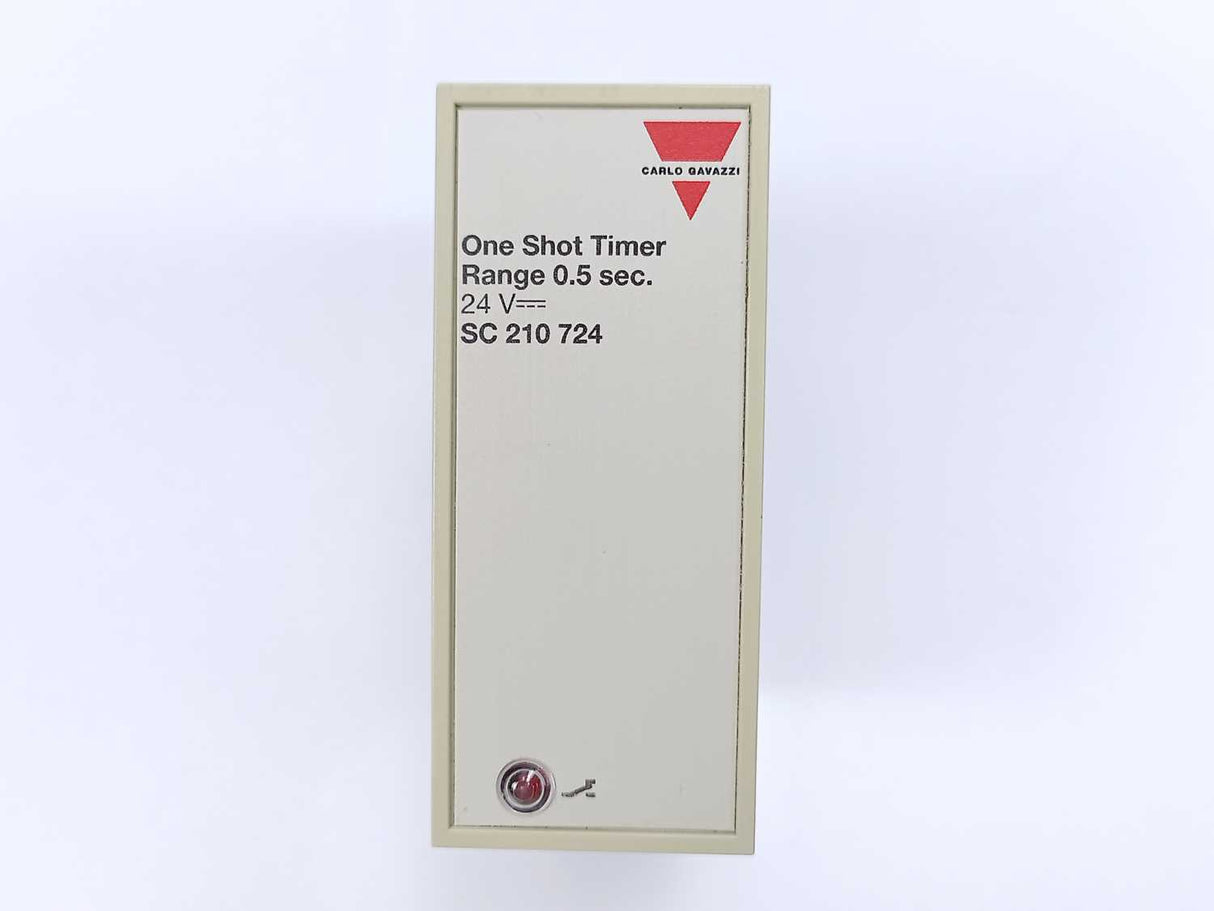 CARLO GAVAZZI
One Shot Timer
Range 0.5 sec.
24 V⎓
SC 210 724